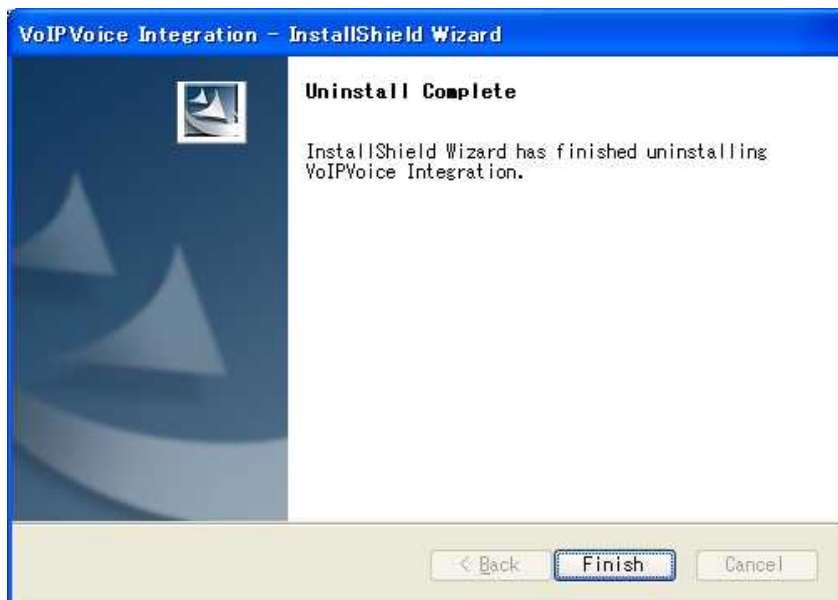 VoIPVoice Integration - InstallShield Wizard
Uninstall Complete
InstallShield Wizard has finished uninstalling
VoIPVoice Integration.
< Back
Finish
Cancel